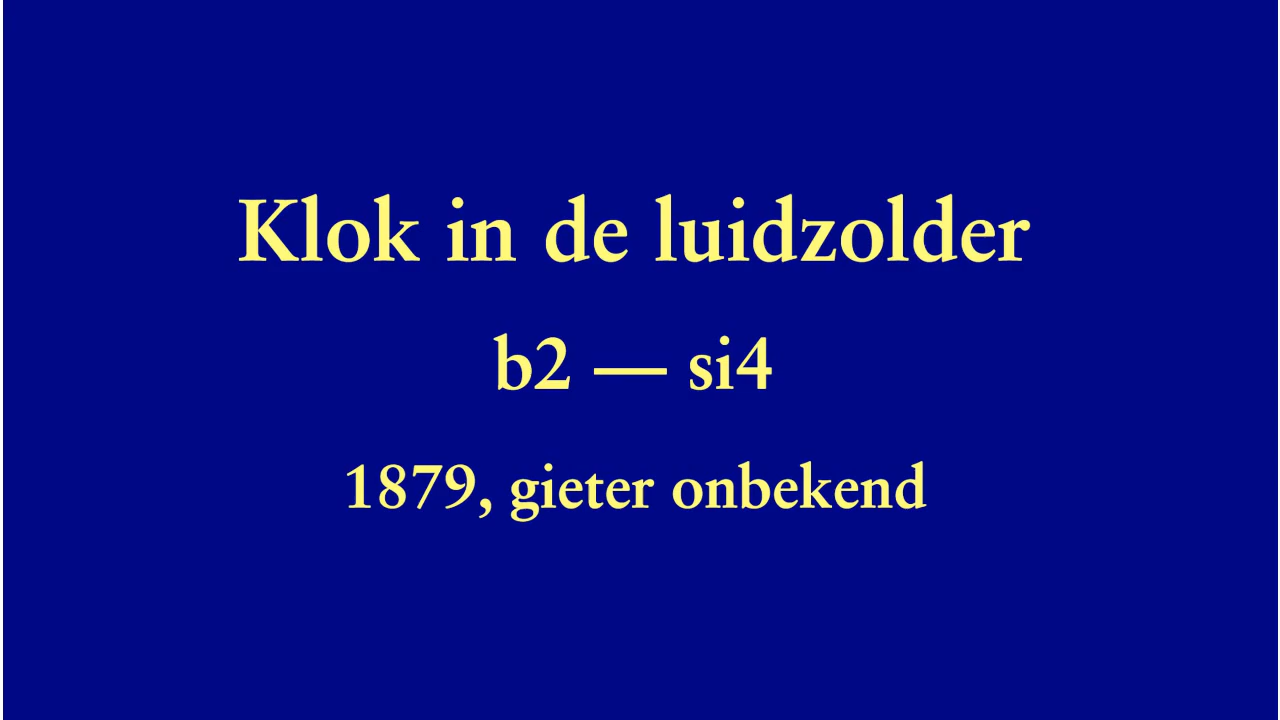 Klok in de luidzolder
b2 — si4
1879, gieter onbekend